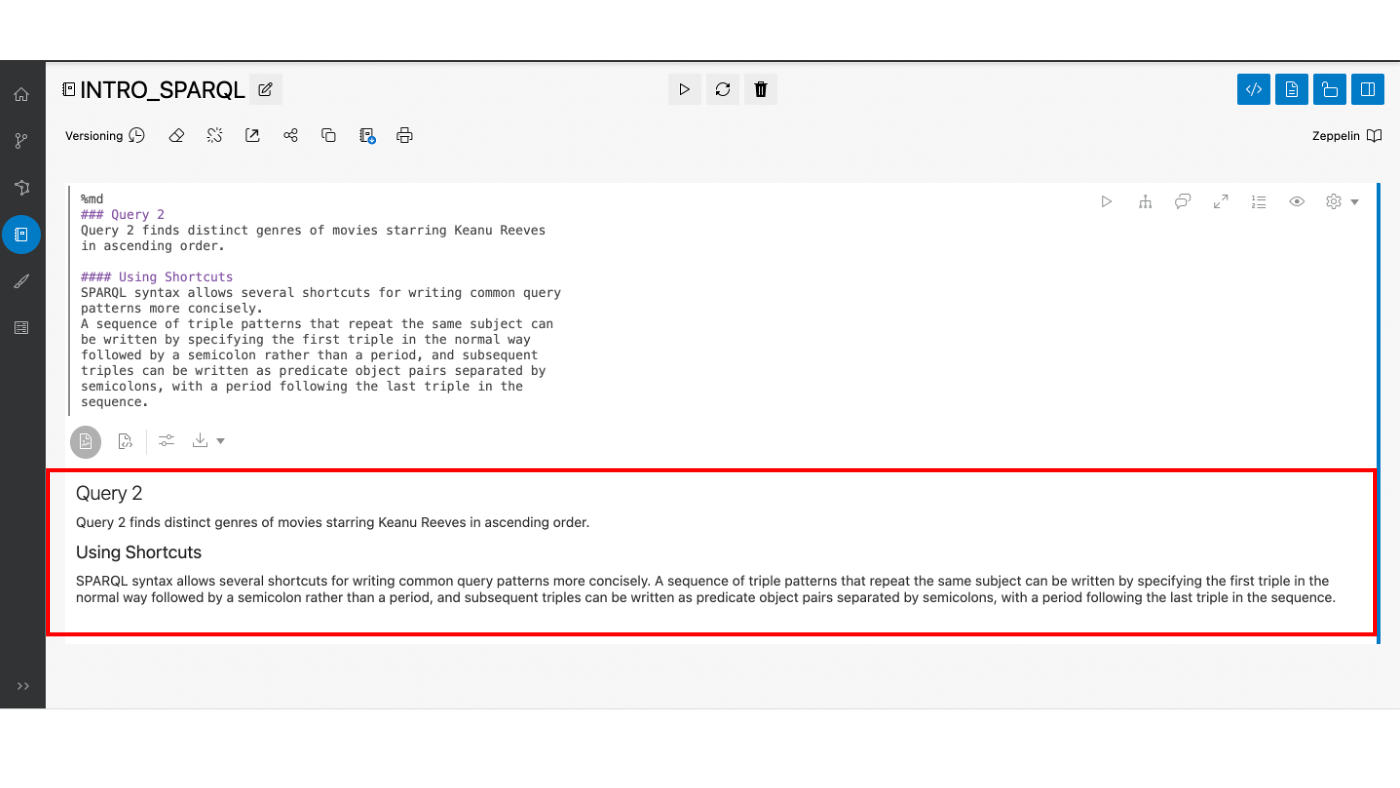 INTRO_SPARQL
Versioning
Zeppelin
%md
### Query 2
Query 2 finds distinct genres of movies starring Keanu Reeves
in ascending order.
#### Using Shortcuts
SPARQL syntax allows several shortcuts for writing common query
patterns more concisely.
A sequence of triple patterns that repeat the same subject can
be written by specifying the first triple in the normal way
followed by a semicolon rather than a period, and subsequent
triples can be written as predicate object pairs separated by
semicolons, with a period following the last triple in the
sequence.
Query 2
Query 2 finds distinct genres of movies starring Keanu Reeves in ascending order.
Using Shortcuts
SPARQL syntax allows several shortcuts for writing common query patterns more concisely. A sequence of triple patterns that repeat the same subject can be written by specifying the first triple in the
normal way followed by a semicolon rather than a period, and subsequent triples can be written as predicate object pairs separated by semicolons, with a period following the last triple in the sequence.